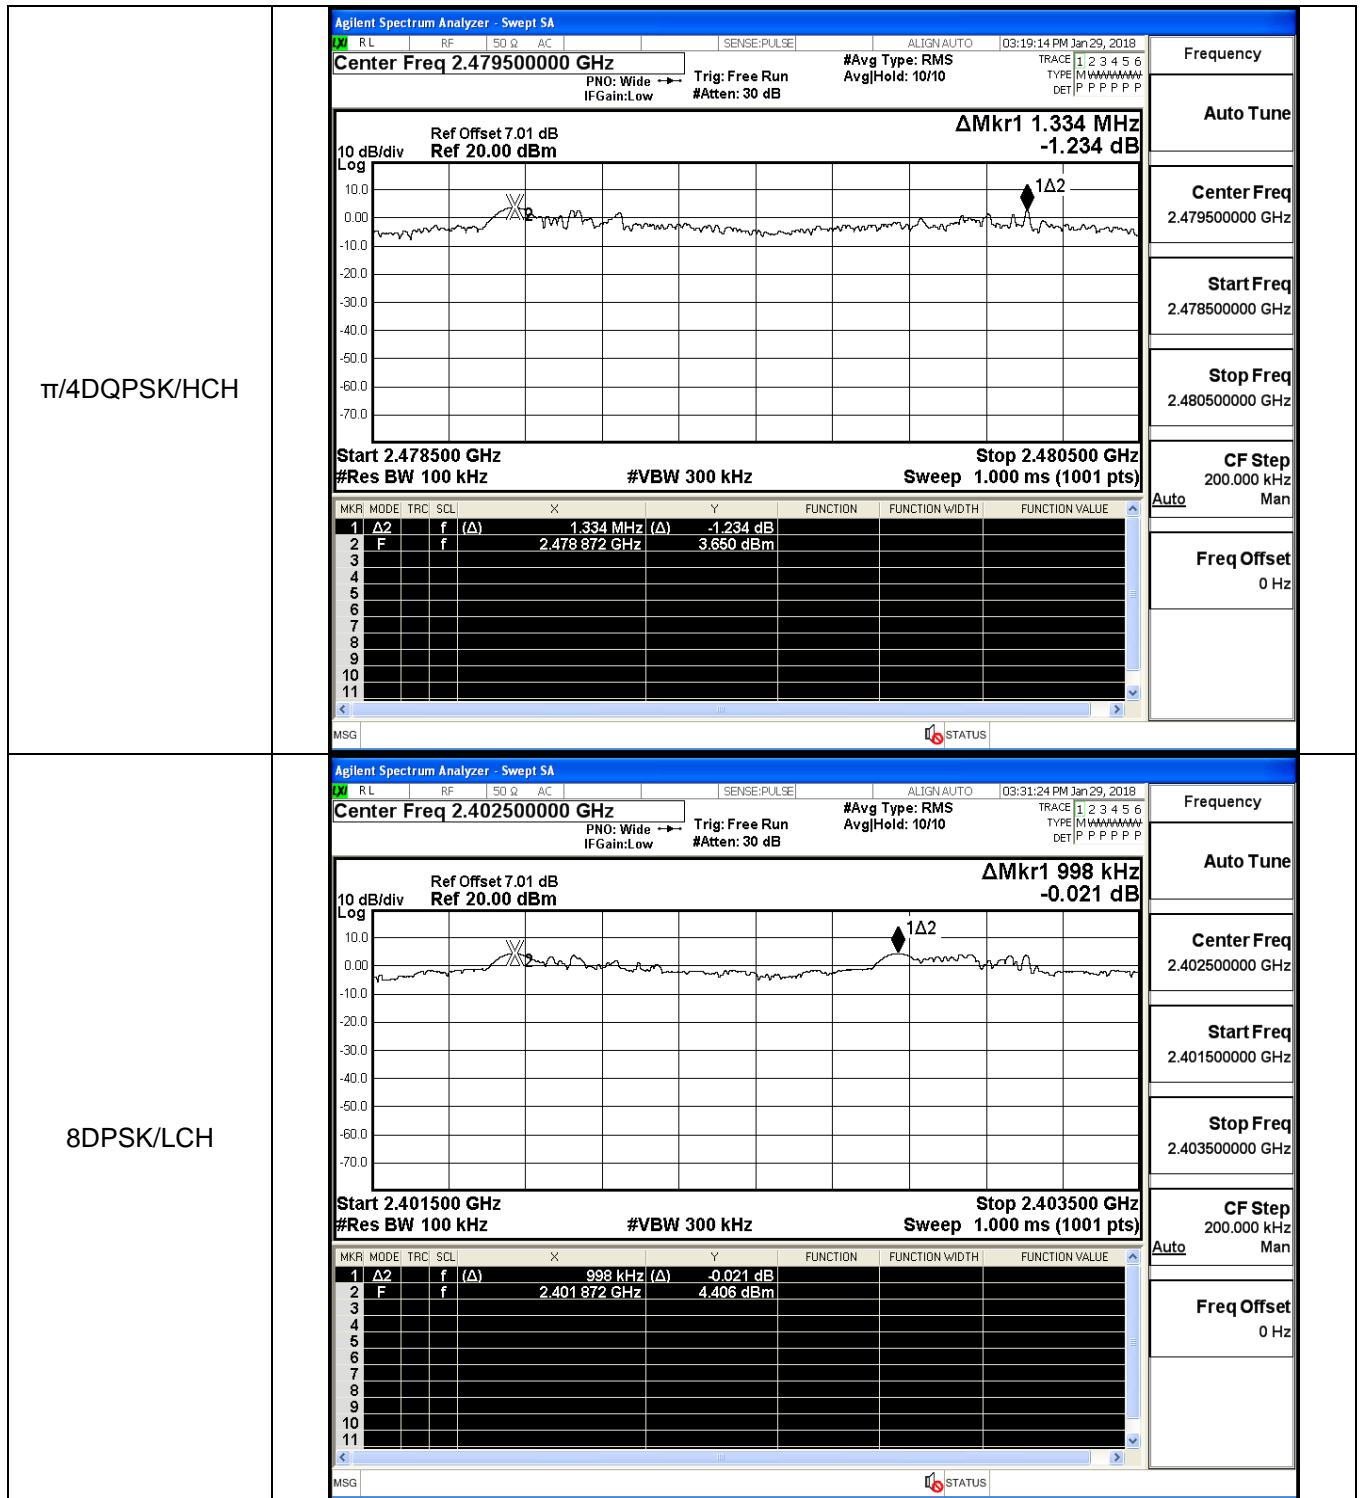 π/4DQPSK/HCH
Agilent Spectrum Analyzer - Swept SA
LXI RL RF 50 Ω AC SENSE:PULSE ALIGN AUTO 03:19:14 PM Jan 29, 2018
Center Freq 2.479500000 GHz
PNO: Wide
IFGain:Low
Trig: Free Run
#Atten: 30 dB
#Avg Type: RMS
Avg|Hold: 10/10
TRACE 1 2 3 4 5 6
TYPE MWWWWW
DET P P P P P P
Frequency
Auto Tune
Center Freq
2.479500000 GHz
Start Freq
2.478500000 GHz
Stop Freq
2.480500000 GHz
CF Step
200.000 kHz
Auto Man
Freq Offset
0 Hz
ΔMkr1 1.334 MHz
-1.234 dB
Ref Offset 7.01 dB
10 dB/div Ref 20.00 dBm
Log
10.0
0.00
-10.0
-20.0
-30.0
-40.0
-50.0
-60.0
-70.0
2
1Δ2
Start 2.478500 GHz Stop 2.480500 GHz
#Res BW 100 kHz #VBW 300 kHz Sweep 1.000 ms (1001 pts)
MKR MODE TRC SCL X Y FUNCTION FUNCTION WIDTH FUNCTION VALUE
1 Δ2 f (Δ) 1.334 MHz (Δ) -1.234 dB
2 F f 2.478 872 GHz 3.650 dBm
3
4
5
6
7
8
9
10
11
MSG STATUS
8DPSK/LCH
Agilent Spectrum Analyzer - Swept SA
LXI RL RF 50 Ω AC SENSE:PULSE ALIGN AUTO 03:31:24 PM Jan 29, 2018
Center Freq 2.402500000 GHz
PNO: Wide
IFGain:Low
Trig: Free Run
#Atten: 30 dB
#Avg Type: RMS
Avg|Hold: 10/10
TRACE 1 2 3 4 5 6
TYPE MWWWWW
DET P P P P P P
Frequency
Auto Tune
Center Freq
2.402500000 GHz
Start Freq
2.401500000 GHz
Stop Freq
2.403500000 GHz
CF Step
200.000 kHz
Auto Man
Freq Offset
0 Hz
ΔMkr1 998 kHz
-0.021 dB
Ref Offset 7.01 dB
10 dB/div Ref 20.00 dBm
Log
10.0
0.00
-10.0
-20.0
-30.0
-40.0
-50.0
-60.0
-70.0
2
1Δ2
Start 2.401500 GHz Stop 2.403500 GHz
#Res BW 100 kHz #VBW 300 kHz Sweep 1.000 ms (1001 pts)
MKR MODE TRC SCL X Y FUNCTION FUNCTION WIDTH FUNCTION VALUE
1 Δ2 f (Δ) 998 kHz (Δ) -0.021 dB
2 F f 2.401 872 GHz 4.406 dBm
3
4
5
6
7
8
9
10
11
MSG STATUS